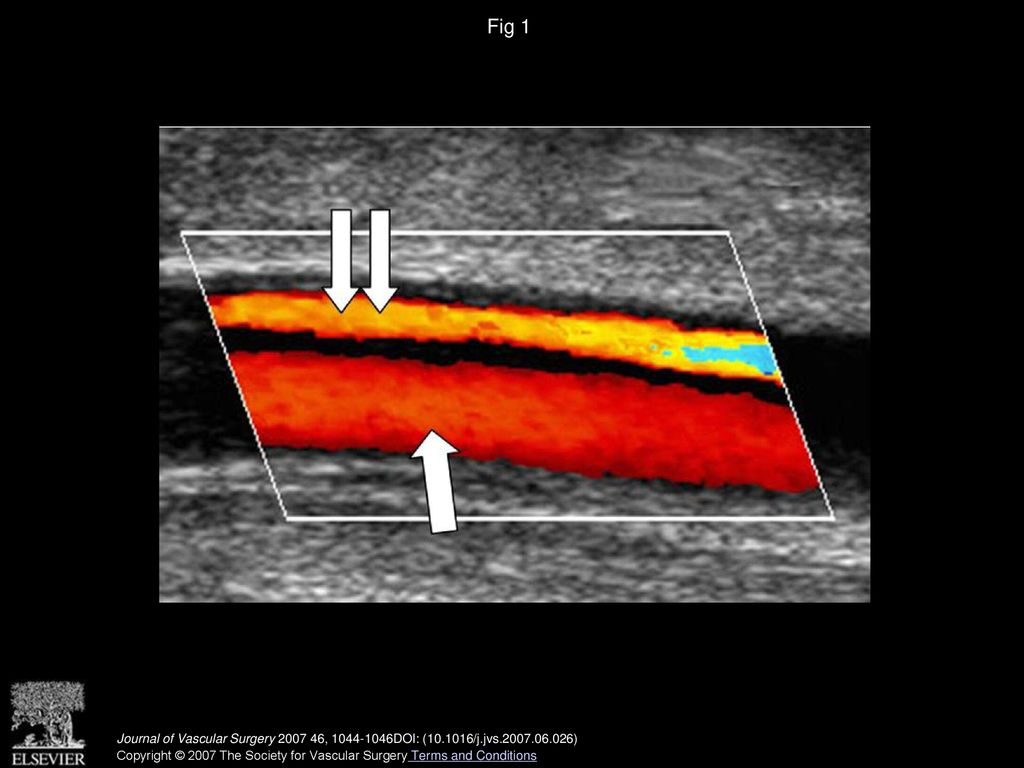 Fig 1
Journal of Vascular Surgery 2007 46, 1044-1046DOI: (10.1016/j.jvs.2007.06.026)
ELSEVIER
Copyright © 2007 The Society for Vascular Surgery Terms and Conditions